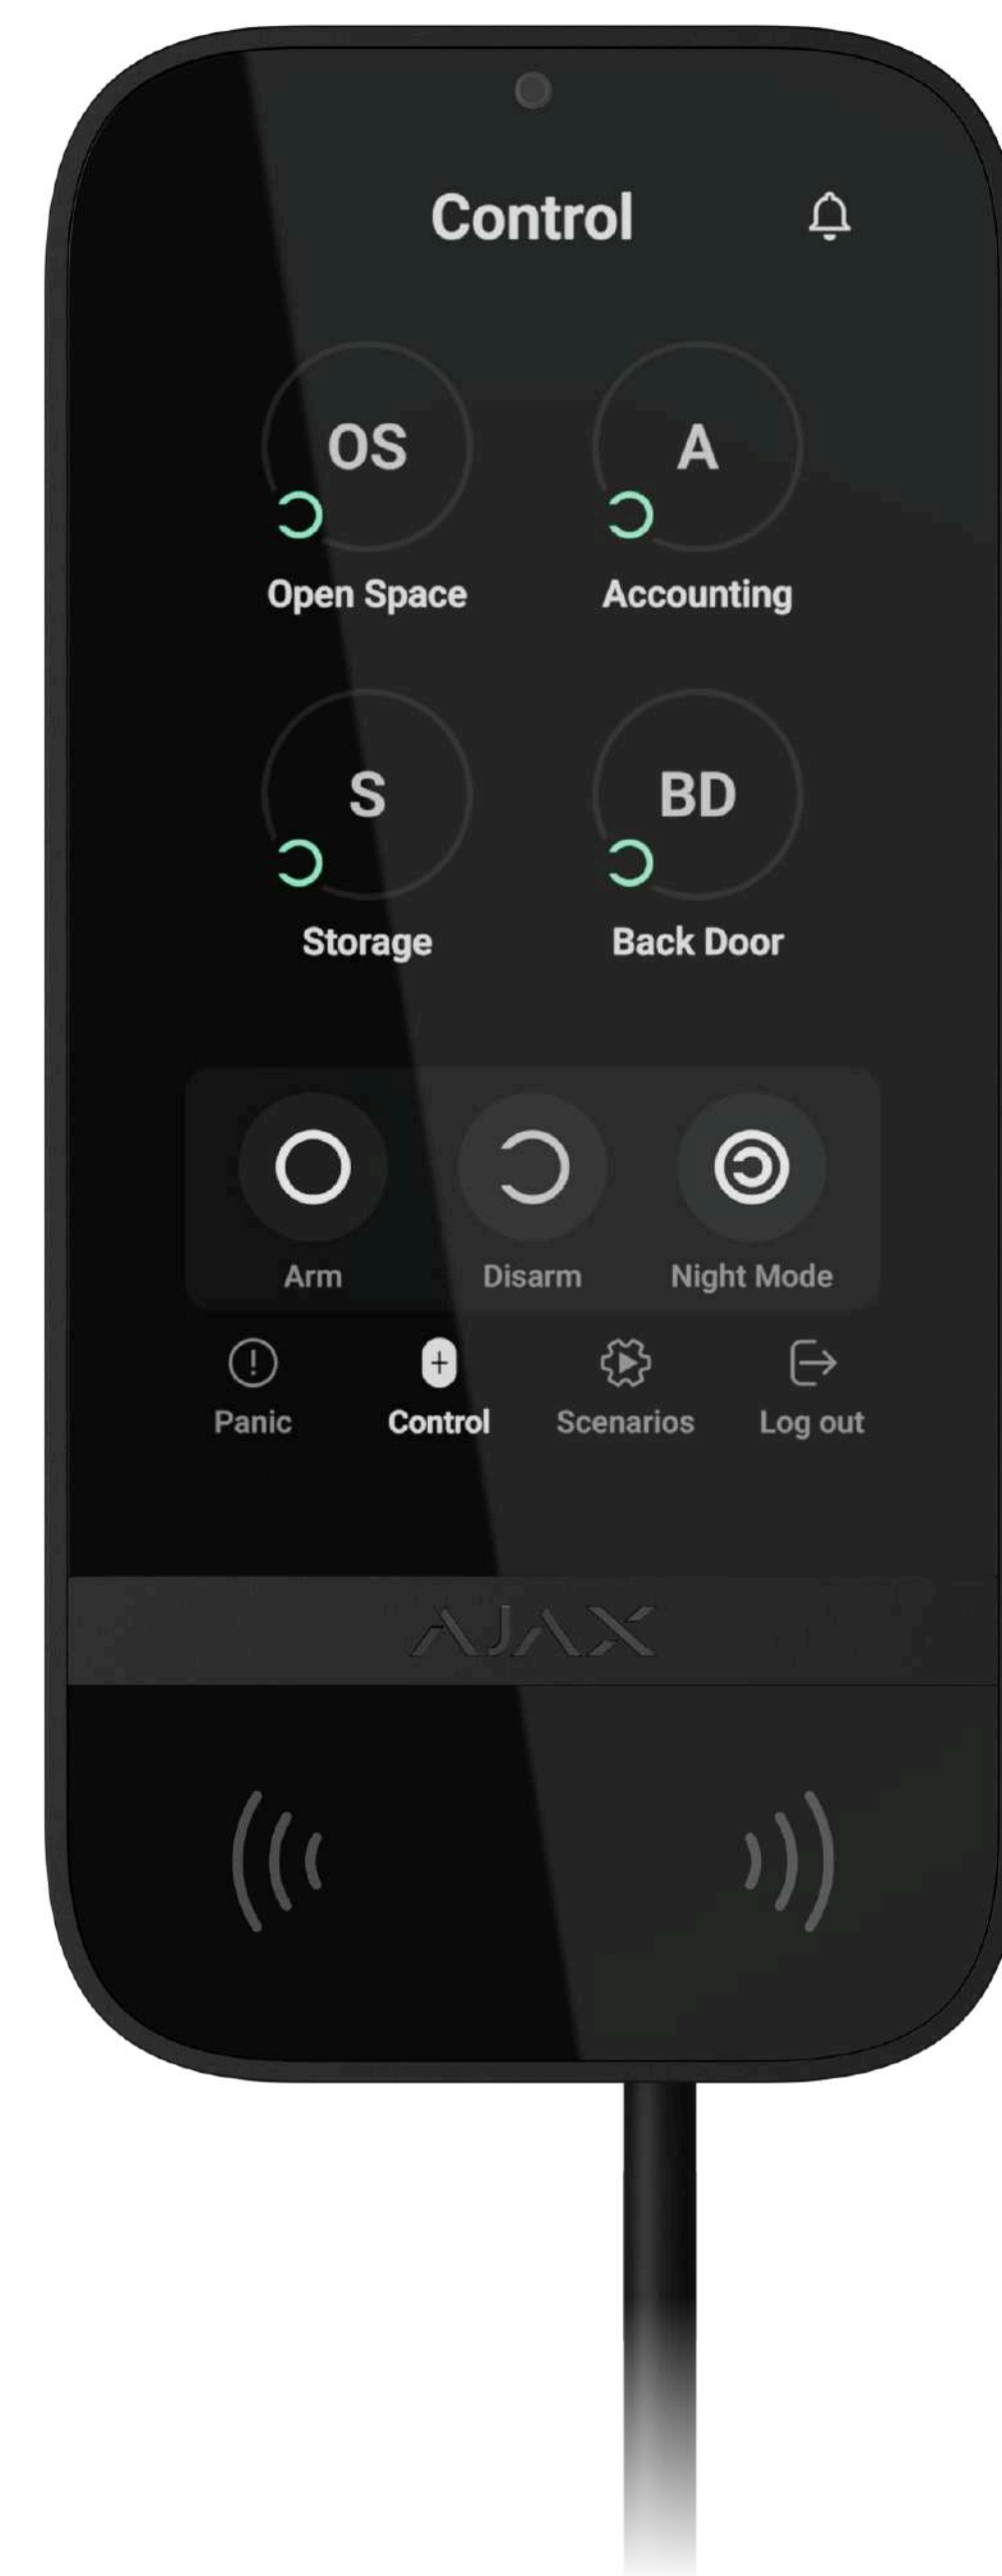 Control
OS
A
Open Space
Accounting
S
BD
Storage
Back Door
Arm
Disarm
Night Mode
Panic
Control
Scenarios
Log out
AJAX